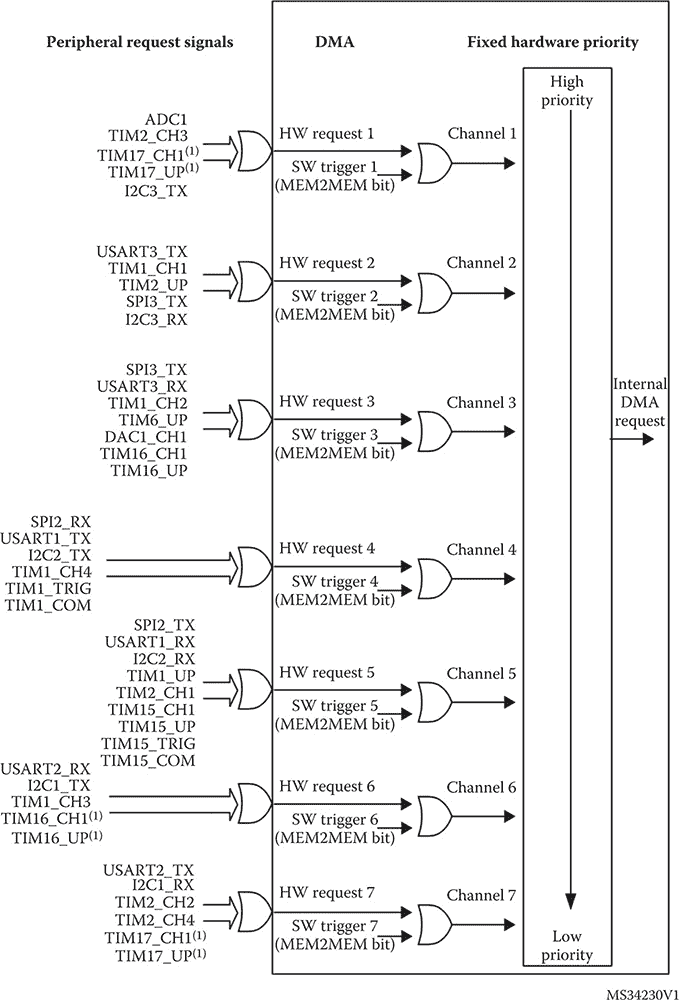 Peripheral request signals
DMA
Fixed hardware priority
High
priority
ADC1
TIM2_CH3
TIM17_CH1(1)
TIM17_UP(1)
I2C3_TX
HW request 1
SW trigger 1
(MEM2MEM bit)
Channel 1
USART3_TX
TIM1_CH1
TIM2_UP
SPI3_TX
I2C3_RX
HW request 2
SW trigger 2
(MEM2MEM bit)
Channel 2
SPI3_TX
USART3_RX
TIM1_CH2
TIM6_UP
DAC1_CH1
TIM16_CH1
TIM16_UP
HW request 3
SW trigger 3
(MEM2MEM bit)
Channel 3
Internal
DMA
request
SPI2_RX
USART1_TX
I2C2_TX
TIM1_CH4
TIM1_TRIG
TIM1_COM
HW request 4
SW trigger 4
(MEM2MEM bit)
Channel 4
SPI2_TX
USART1_RX
I2C2_RX
TIM1_UP
TIM2_CH1
TIM15_CH1
TIM15_UP
TIM15_TRIG
TIM15_COM
HW request 5
SW trigger 5
(MEM2MEM bit)
Channel 5
USART2_RX
I2C1_TX
TIM1_CH3
TIM16_CH1(1)
TIM16_UP(1)
HW request 6
SW trigger 6
(MEM2MEM bit)
Channel 6
USART2_TX
I2C1_RX
TIM2_CH2
TIM2_CH4
TIM17_CH1(1)
TIM17_UP(1)
HW request 7
SW trigger 7
(MEM2MEM bit)
Channel 7
Low
priority
MS34230V1